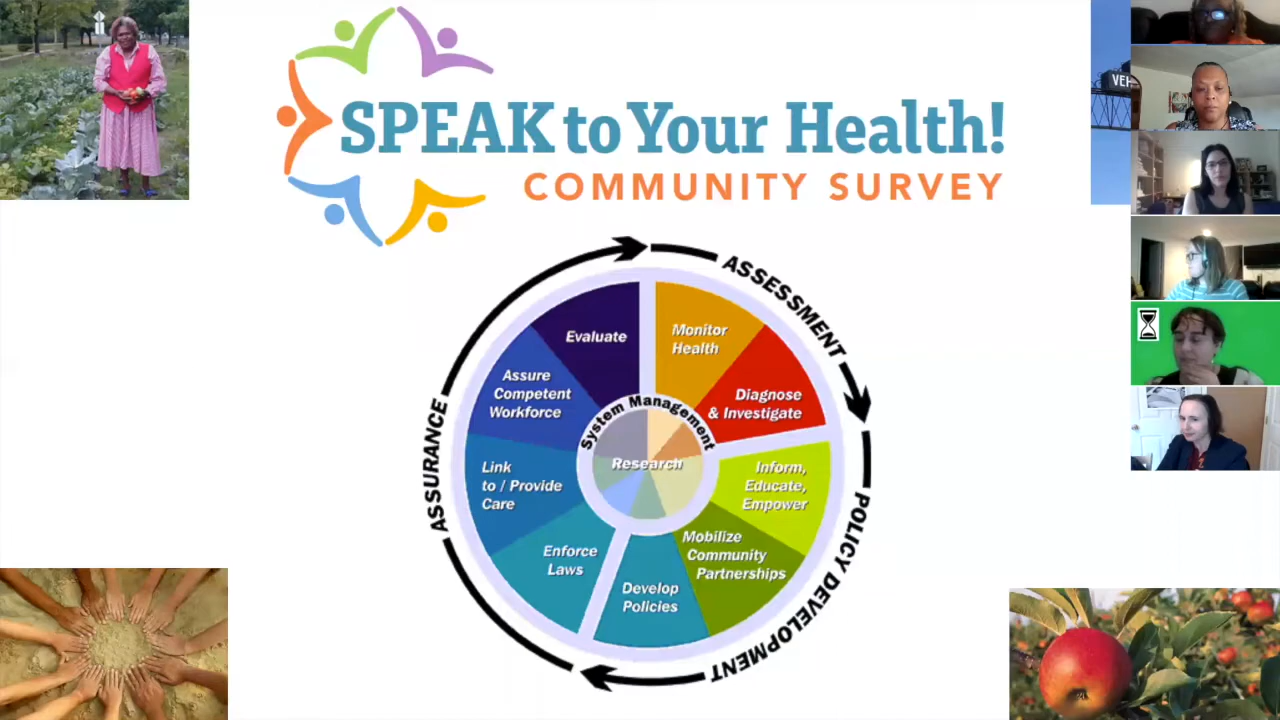 SPEAK to Your Health!
COMMUNITY SURVEY
VEH
ASSESSMENT
POLICY DEVELOPMENT
ASSURANCE
Evaluate
Monitor
Health
Diagnose
& Investigate
Inform,
Educate,
Empower
Mobilize
Community
Partnerships
Develop
Policies
Enforce
Laws
Link
to / Provide
Care
Assure
Competent
Workforce
System Management
Research